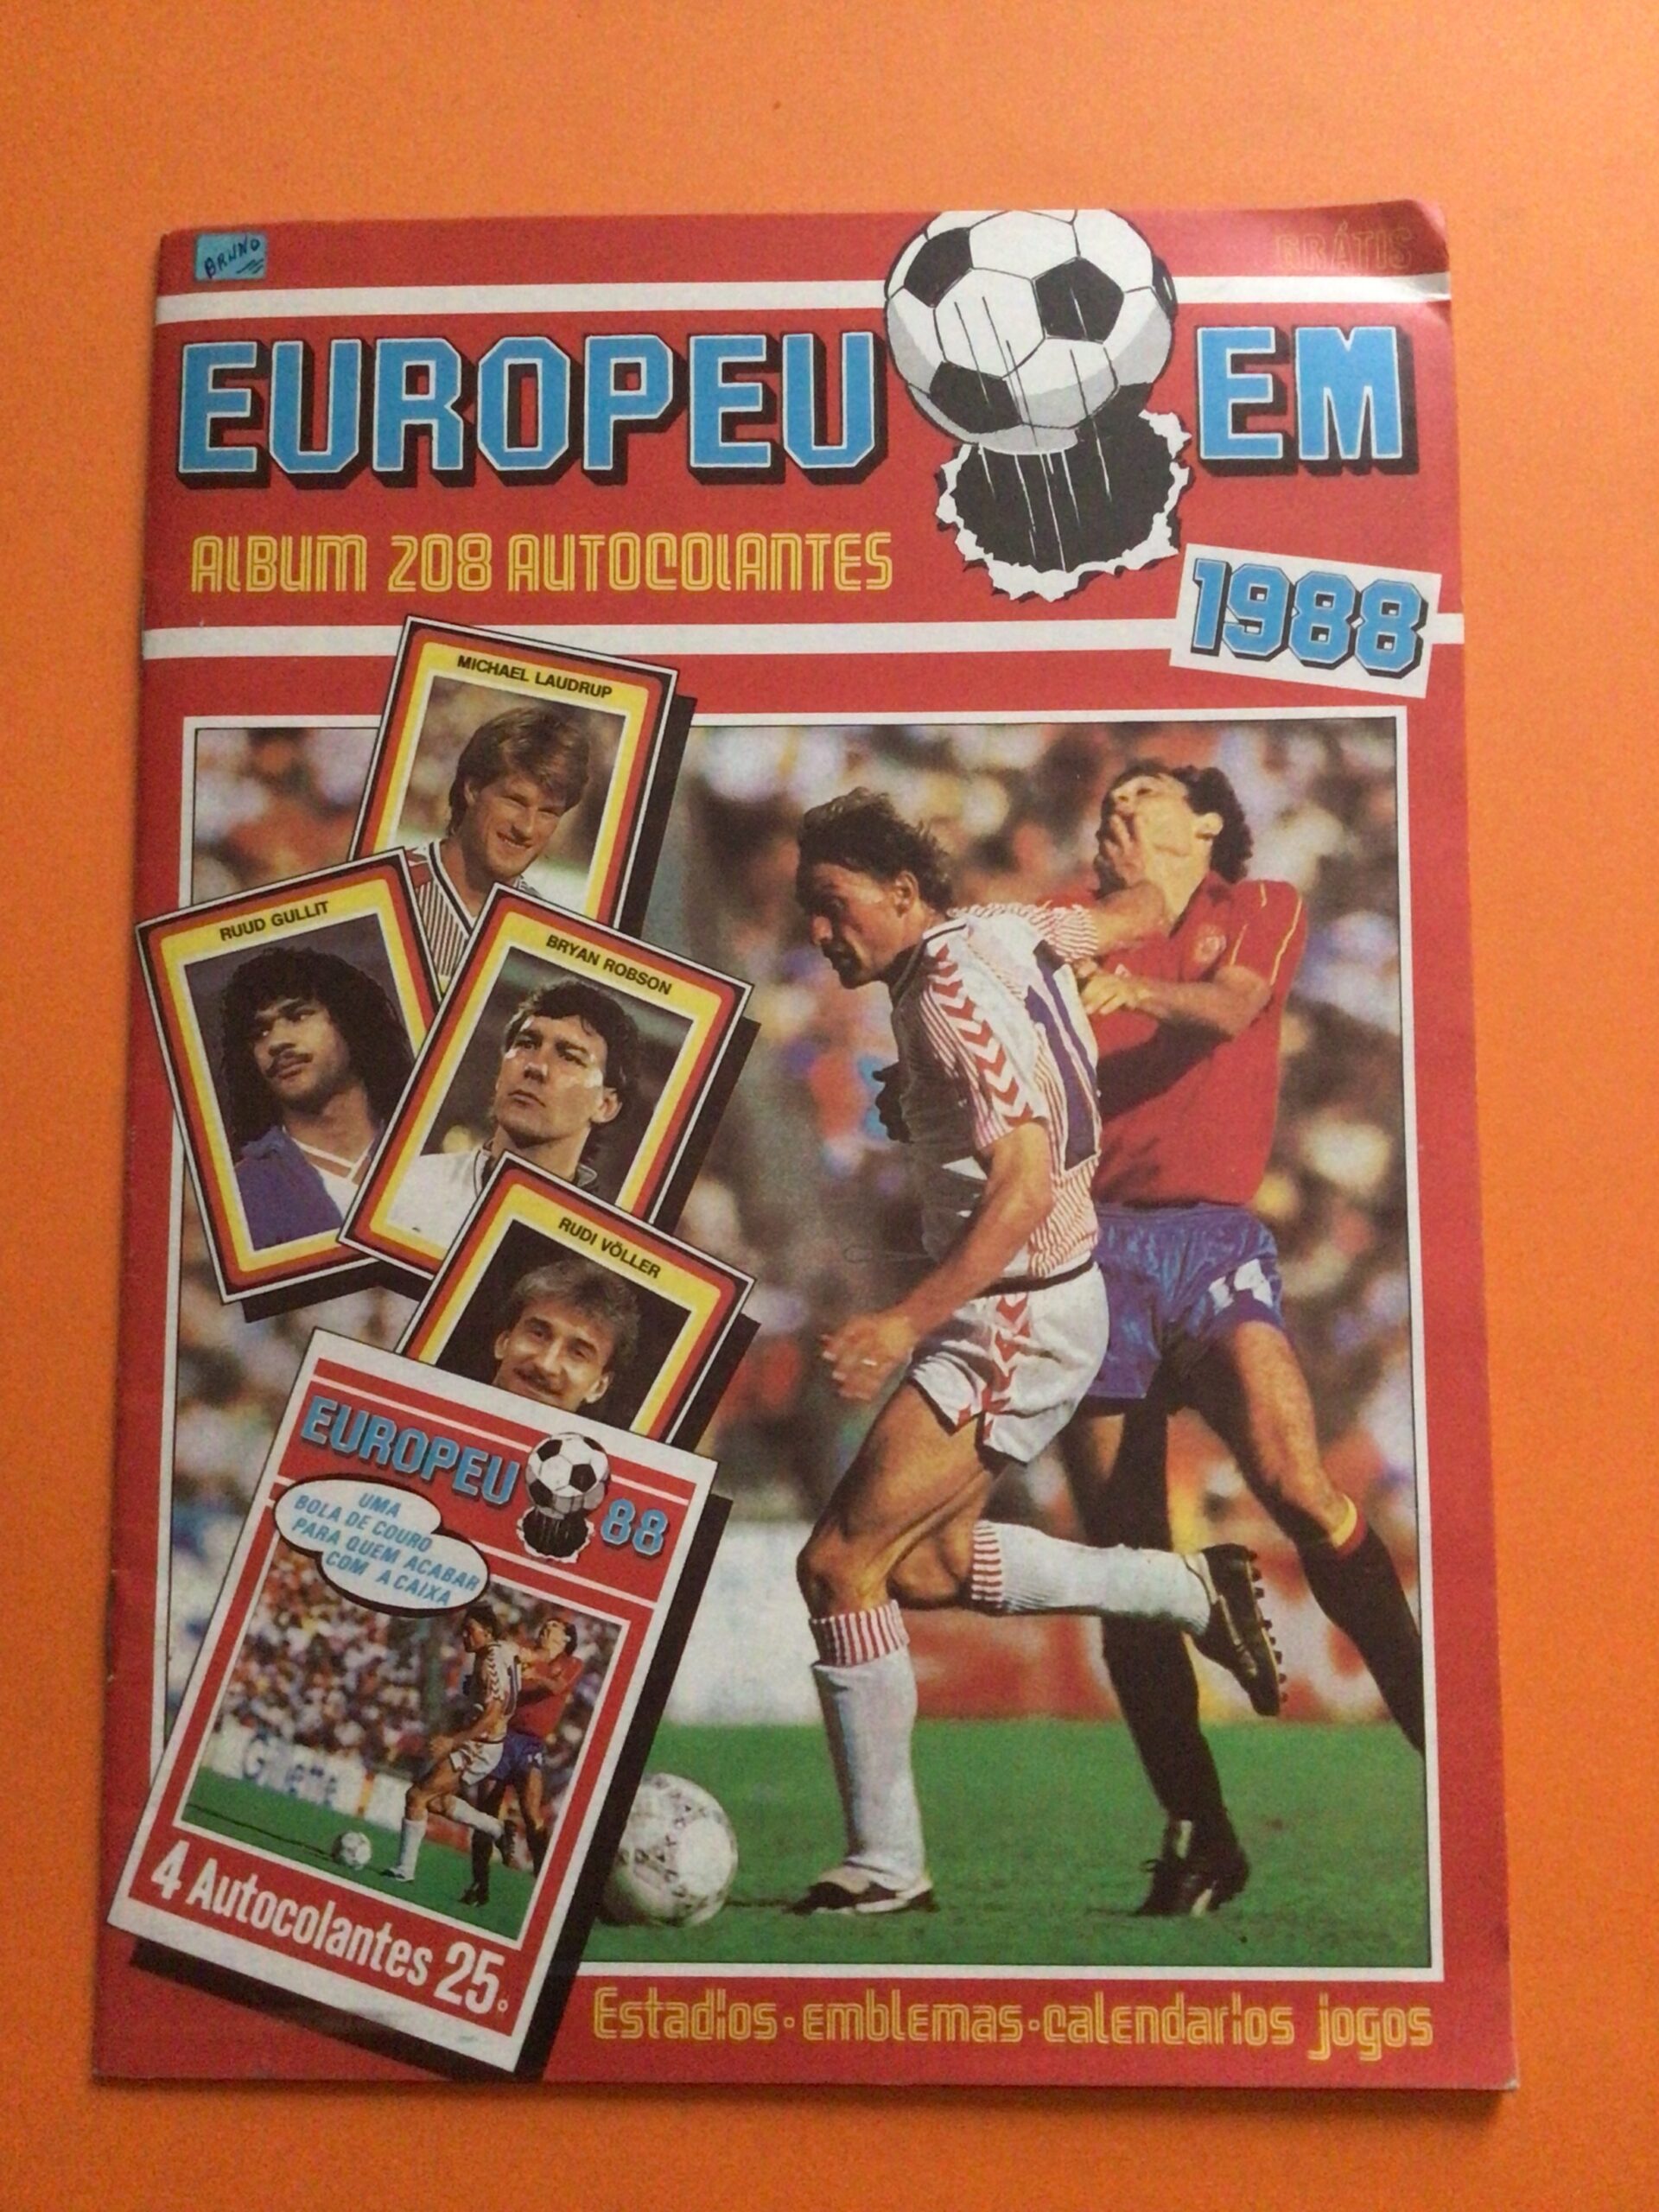 BRUNO
GRÁTIS
EUROPEU EM
ALBUM 208 AUTOCOLANTES
1988
MICHAEL LAUDRUP
RUUD GULLIT
BRYAN ROBSON
RUDI VÖLLER
EUROPEU 88
UMA
BOLA DE COURO
PARA QUEM ACABAR
COM A CAIXA
Gillette
4 Autocolantes 25.
Estadios·emblemas·calendarios jogos